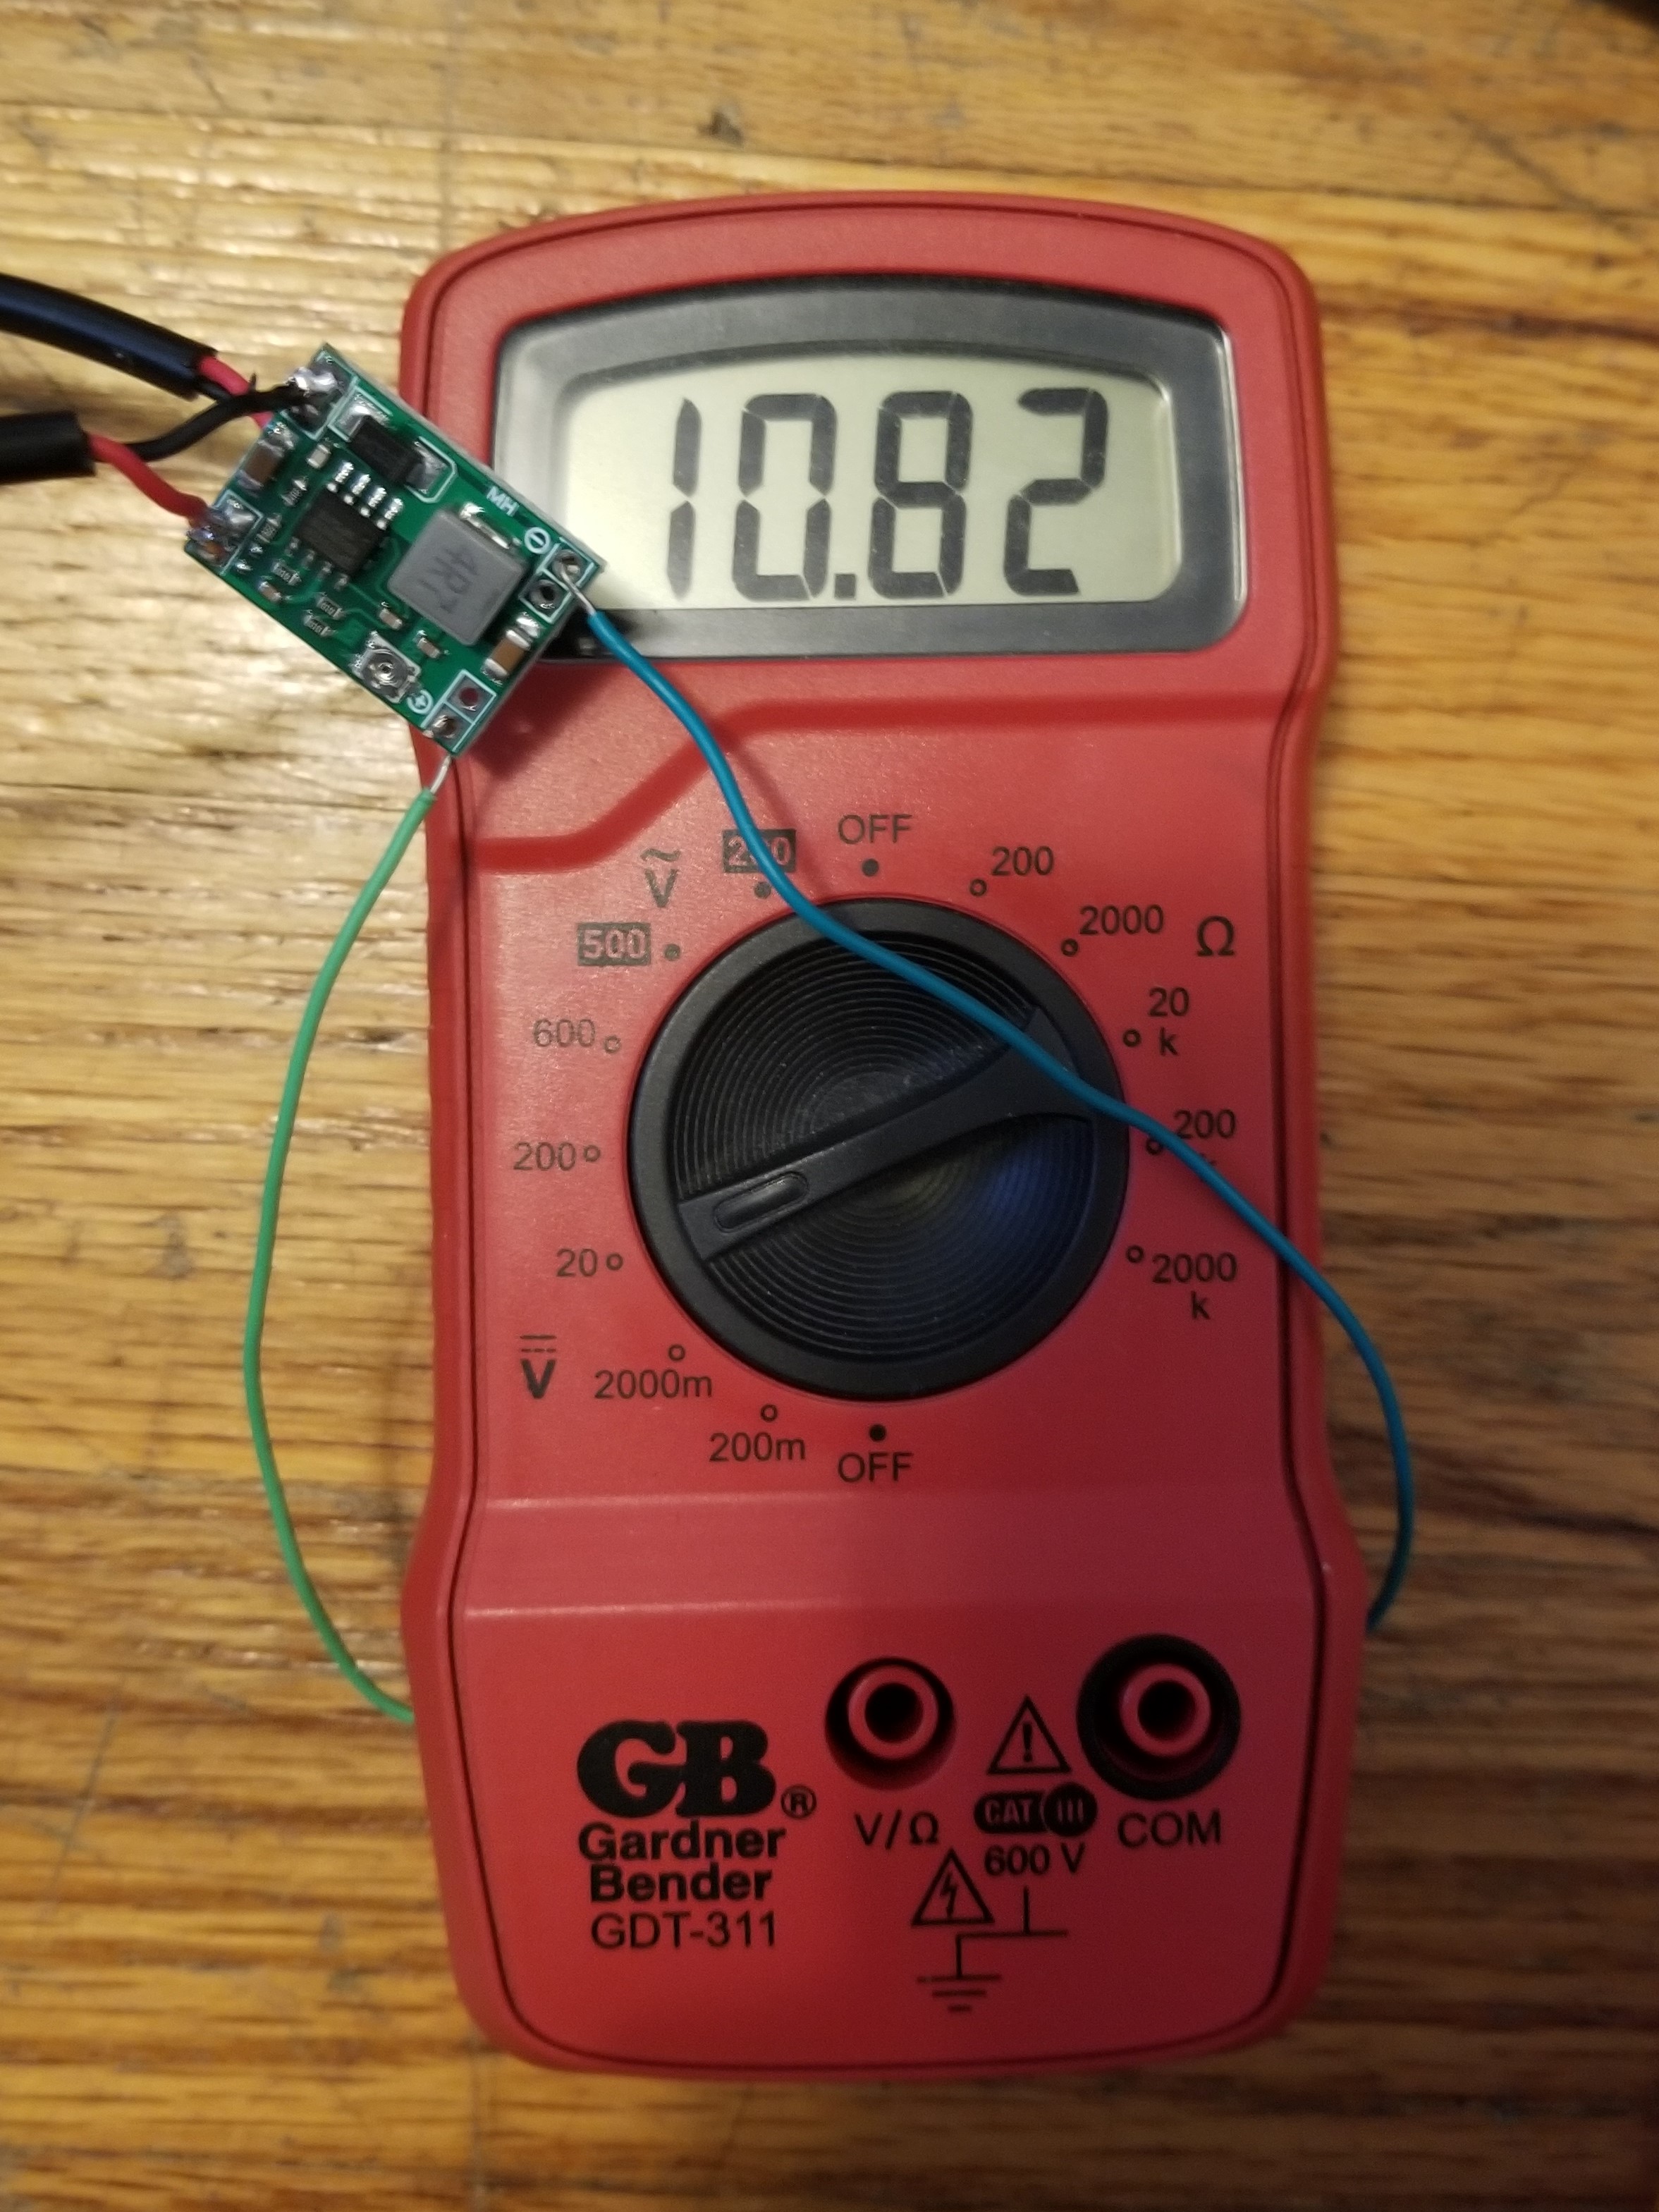 10.82
MH
4R7
OFF
200
2000
Ω
20
k
200
2000
k
OFF
200m
2000m
V
20
200
600
500
V
GB®
Gardner
Bender
GDT-311
V/Ω
CAT III
600 V
COM